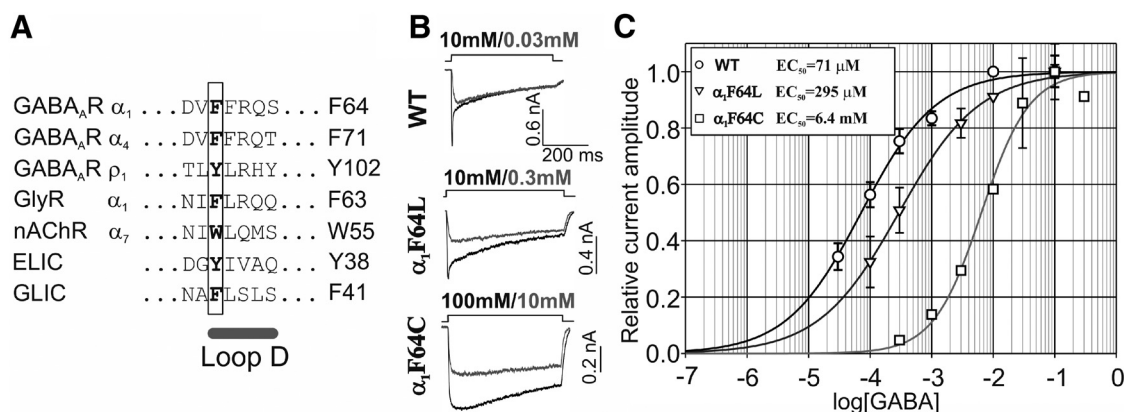 A
GABA_AR α₁ ... DVFFRQS ... F64
GABA_AR α₄ ... DVFFRQT ... F71
GABA_AR ρ₁ ... TLYLRHY ... Y102
GlyR α₁ ... NIFLRQQ ... F63
nAChR α₇ ... NIWLQMS ... W55
ELIC ... DGYIVAQ ... Y38
GLIC ... NAFLSLS ... F41
Loop D
B
10mM/0.03mM
WT
0.6 nA
200 ms
10mM/0.3mM
α₁F64L
0.4 nA
100mM/10mM
α₁F64C
0.2 nA
C
WT EC₅₀=71 μM
α₁F64L EC₅₀=295 μM
α₁F64C EC₅₀=6.4 mM
Relative current amplitude
1.0
0.8
0.6
0.4
0.2
0.0
-7 -6 -5 -4 -3 -2 -1 0
log[GABA]